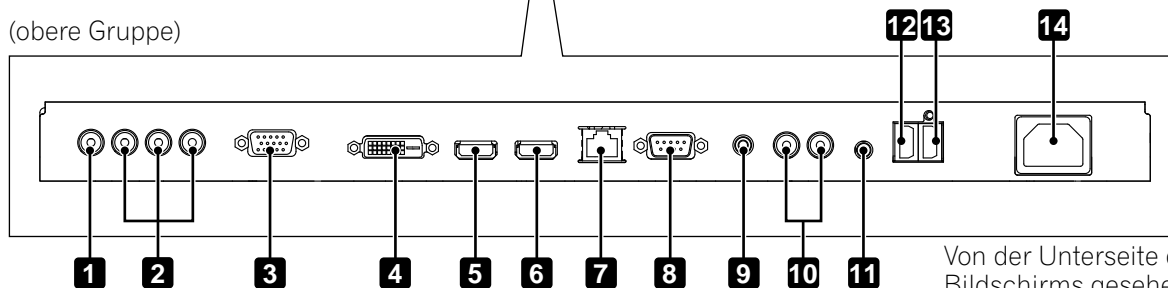 (obere Gruppe)
12 13 14
1 2 3 4 5 6 7 8 9 10 11
Von der Unterseite
Bildschirms